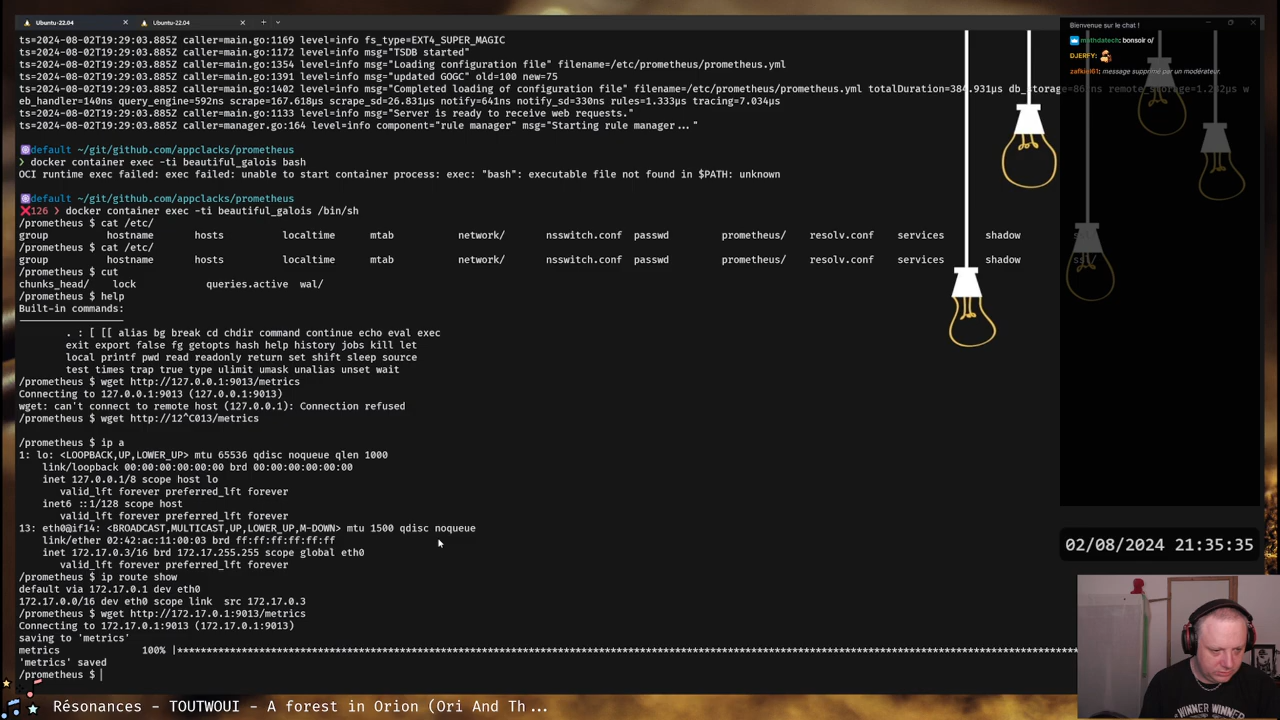 Ubuntu-22.04
Ubuntu-22.04
ts=2024-08-02T19:29:03.885Z caller=main.go:1169 level=info fs_type=EXT4_SUPER_MAGIC
ts=2024-08-02T19:29:03.885Z caller=main.go:1172 level=info msg="TSDB started"
ts=2024-08-02T19:29:03.885Z caller=main.go:1354 level=info msg="Loading configuration file" filename=/etc/prometheus/prometheus.yml
ts=2024-08-02T19:29:03.885Z caller=main.go:1391 level=info msg="updated GOGC" old=100 new=75
ts=2024-08-02T19:29:03.885Z caller=main.go:1402 level=info msg="Completed loading of configuration file" filename=/etc/prometheus/prometheus.yml totalDuration=384.931µs w
eb_handler=140ns query_engine=592ns scrape=167.618µs scrape_sd=26.831µs notify=641ns notify_sd=330ns rules=1.333µs tracing=7.034µs
ts=2024-08-02T19:29:03.885Z caller=main.go:1133 level=info msg="Server is ready to receive web requests."
ts=2024-08-02T19:29:03.885Z caller=manager.go:164 level=info component="rule manager" msg="Starting rule manager..."
default ~/git/github.com/appclacks/prometheus
❯ docker container exec -ti beautiful_galois bash
OCI runtime exec failed: exec failed: unable to start container process: exec: "bash": executable file not found in $PATH: unknown
default ~/git/github.com/appclacks/prometheus
❌126 ❯ docker container exec -ti beautiful_galois /bin/sh
/prometheus $ cat /etc/
group hostname hosts localtime mtab network/ nsswitch.conf passwd prometheus/ resolv.conf services shadow ssl/
/prometheus $ cat /etc/
group hostname hosts localtime mtab network/ nsswitch.conf passwd prometheus/ resolv.conf services shadow ssl/
/prometheus $ cut
chunks_head/ lock queries.active wal/
/prometheus $ help
Built-in commands:
------------------
. : [ [[ alias bg break cd chdir command continue echo eval exec
exit export false fg getopts hash help history jobs kill let
local printf pwd read readonly return set shift sleep source
test times trap true type ulimit umask unalias unset wait
/prometheus $ wget http://127.0.0.1:9013/metrics
Connecting to 127.0.0.1:9013 (127.0.0.1:9013)
wget: can't connect to remote host (127.0.0.1): Connection refused
/prometheus $ wget http://12^C013/metrics
/prometheus $ ip a
1: lo: <LOOPBACK,UP,LOWER_UP> mtu 65536 qdisc noqueue qlen 1000
link/loopback 00:00:00:00:00:00 brd 00:00:00:00:00:00
inet 127.0.0.1/8 scope host lo
valid_lft forever preferred_lft forever
inet6 ::1/128 scope host
valid_lft forever preferred_lft forever
13: eth0@if14: <BROADCAST,MULTICAST,UP,LOWER_UP,M-DOWN> mtu 1500 qdisc noqueue
link/ether 02:42:ac:11:00:03 brd ff:ff:ff:ff:ff:ff
inet 172.17.0.3/16 brd 172.17.255.255 scope global eth0
valid_lft forever preferred_lft forever
/prometheus $ ip route show
default via 172.17.0.1 dev eth0
172.17.0.0/16 dev eth0 scope link src 172.17.0.3
/prometheus $ wget http://172.17.0.1:9013/metrics
Connecting to 172.17.0.1:9013 (172.17.0.1:9013)
saving to 'metrics'
metrics 100% |*****
'metrics' saved
/prometheus $
Bienvenue sur le chat !
mathdatech: bonsoir o/
DJERFY:
zafkiel61: message supprimé par un modérateur.
02/08/2024 21:35:35
WINNER WINNER
Résonances - TOUTWOUI - A forest in Orion (Ori And Th...